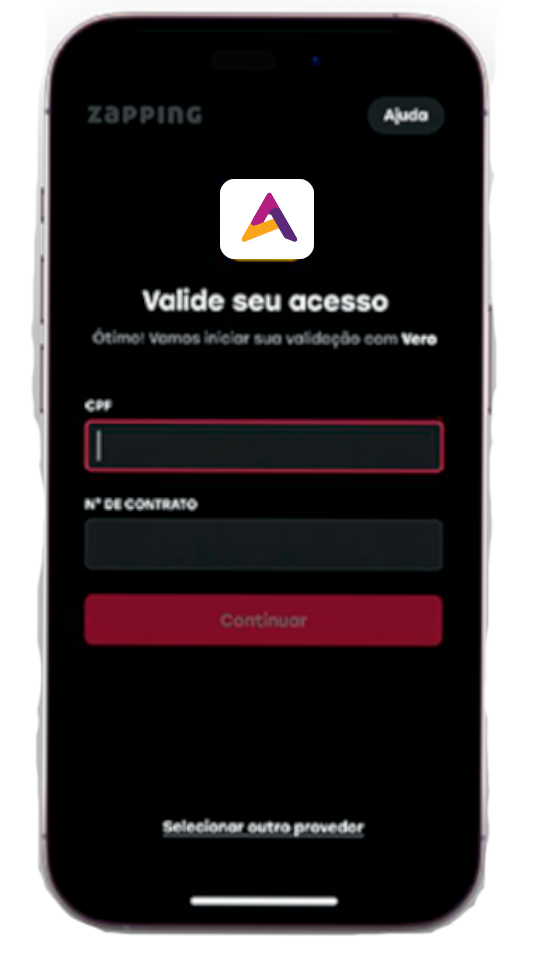 ZAPPING
Ajuda
Valide seu acesso
Ótimo! Vamos iniciar sua validação com Vero
CPF
Nº DE CONTRATO
Continuar
Selecionar outro provedor